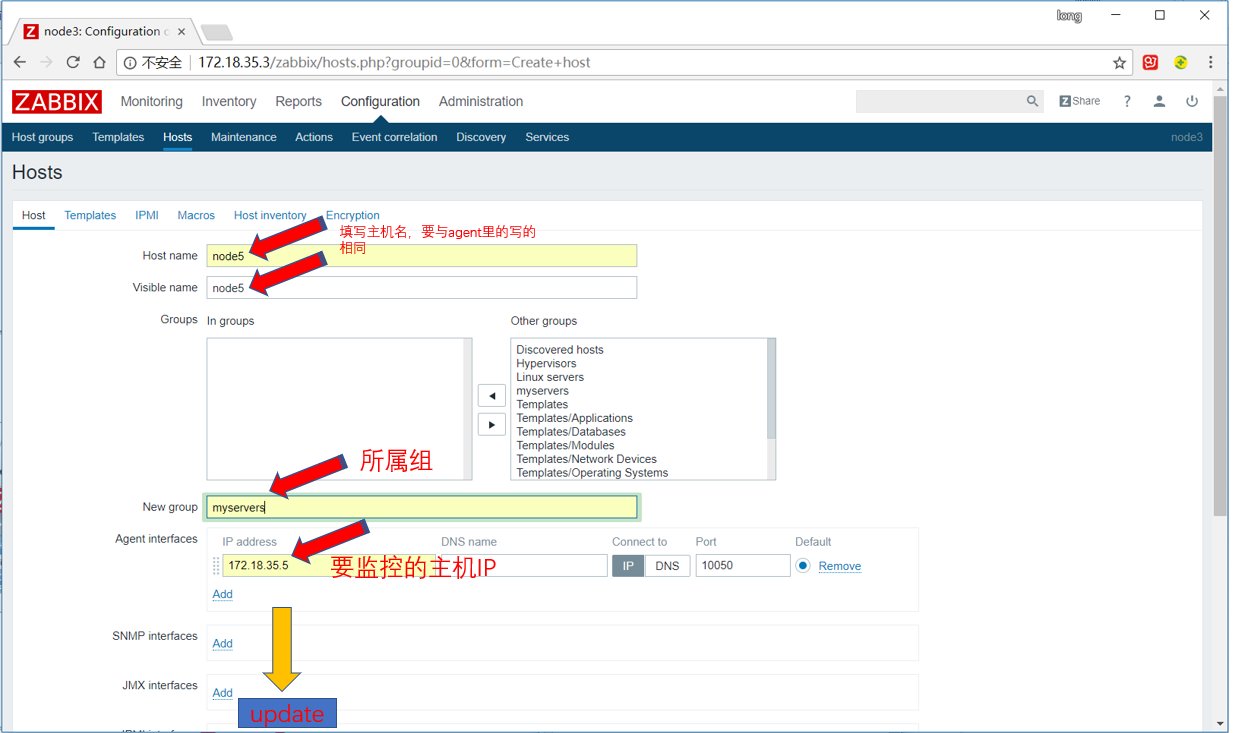 long
node3: Configuration o
不安全 172.18.35.3/zabbix/hosts.php?groupid=0&form=Create+host
ZABBIX Monitoring Inventory Reports Configuration Administration Z Share ?
Host groups Templates Hosts Maintenance Actions Event correlation Discovery Services node3
Hosts
Host Templates IPMI Macros Host inventory Encryption
填写主机名，要与agent里的写的
相同
Host name node5
Visible name node5
Groups In groups Other groups
Discovered hosts
Hypervisors
Linux servers
myservers
Templates
Templates/Applications
Templates/Databases
Templates/Modules
Templates/Network Devices
Templates/Operating Systems
所属组
New group myservers
Agent interfaces IP address DNS name Connect to Port Default
172.18.35.5 IP DNS 10050 Remove
要监控的主机IP
Add
SNMP interfaces Add
JMX interfaces Add
update